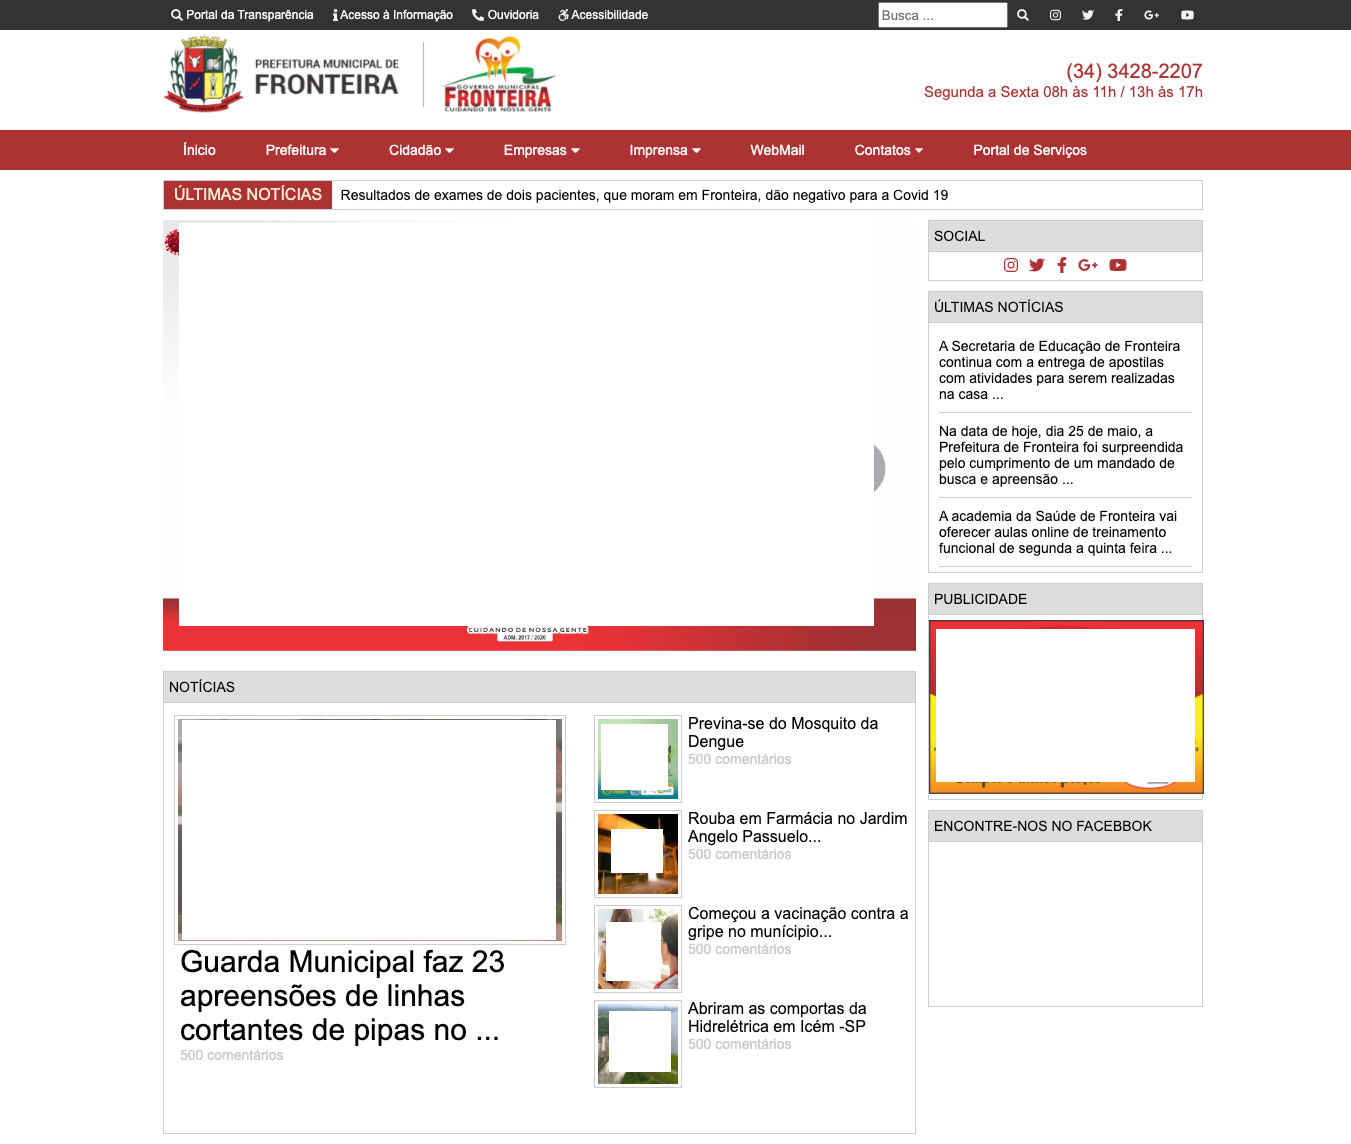 Portal da Transparência Acesso à Informação Ouvidoria Acessibilidade Busca ...
PREFEITURA MUNICIPAL DE
FRONTEIRA
GOVERNO MUNICIPAL
FRONTEIRA
CUIDANDO DE NOSSA GENTE
(34) 3428-2207
Segunda a Sexta 08h às 11h / 13h às 17h
Ínicio Prefeitura Cidadão Empresas Imprensa WebMail Contatos Portal de Serviços
ÚLTIMAS NOTÍCIAS Resultados de exames de dois pacientes, que moram em Fronteira, dão negativo para a Covid 19
CUIDANDO DE NOSSA GENTE
ADM. 2017 / 2020
SOCIAL
ÚLTIMAS NOTÍCIAS
A Secretaria de Educação de Fronteira
continua com a entrega de apostilas
com atividades para serem realizadas
na casa ...
Na data de hoje, dia 25 de maio, a
Prefeitura de Fronteira foi surpreendida
pelo cumprimento de um mandado de
busca e apreensão ...
A academia da Saúde de Fronteira vai
oferecer aulas online de treinamento
funcional de segunda a quinta feira ...
PUBLICIDADE
ENCONTRE-NOS NO FACEBBOK
NOTÍCIAS
Guarda Municipal faz 23
apreensões de linhas
cortantes de pipas no ...
500 comentários
Previna-se do Mosquito da
Dengue
500 comentários
Rouba em Farmácia no Jardim
Angelo Passuelo...
500 comentários
Começou a vacinação contra a
gripe no munícipio...
500 comentários
Abriram as comportas da
Hidrelétrica em Icém -SP
500 comentários